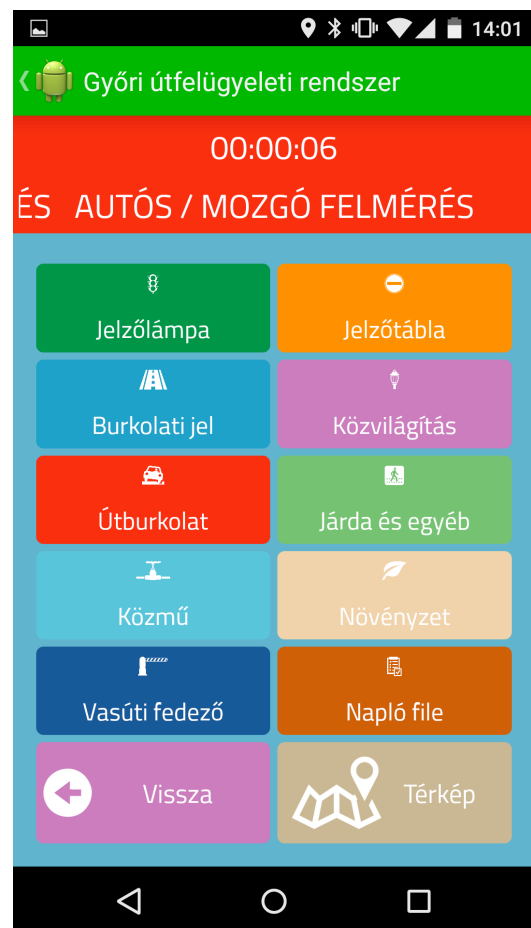 14:01
Győri útfelügyeleti rendszer
00:00:06
ÉS AUTÓS / MOZGÓ FELMÉRÉS
Jelzőlámpa
Jelzőtábla
Burkolati jel
Közvilágítás
Útburkolat
Járda és egyéb
Közmű
Növényzet
Vasúti fedező
Napló file
Vissza
Térkép